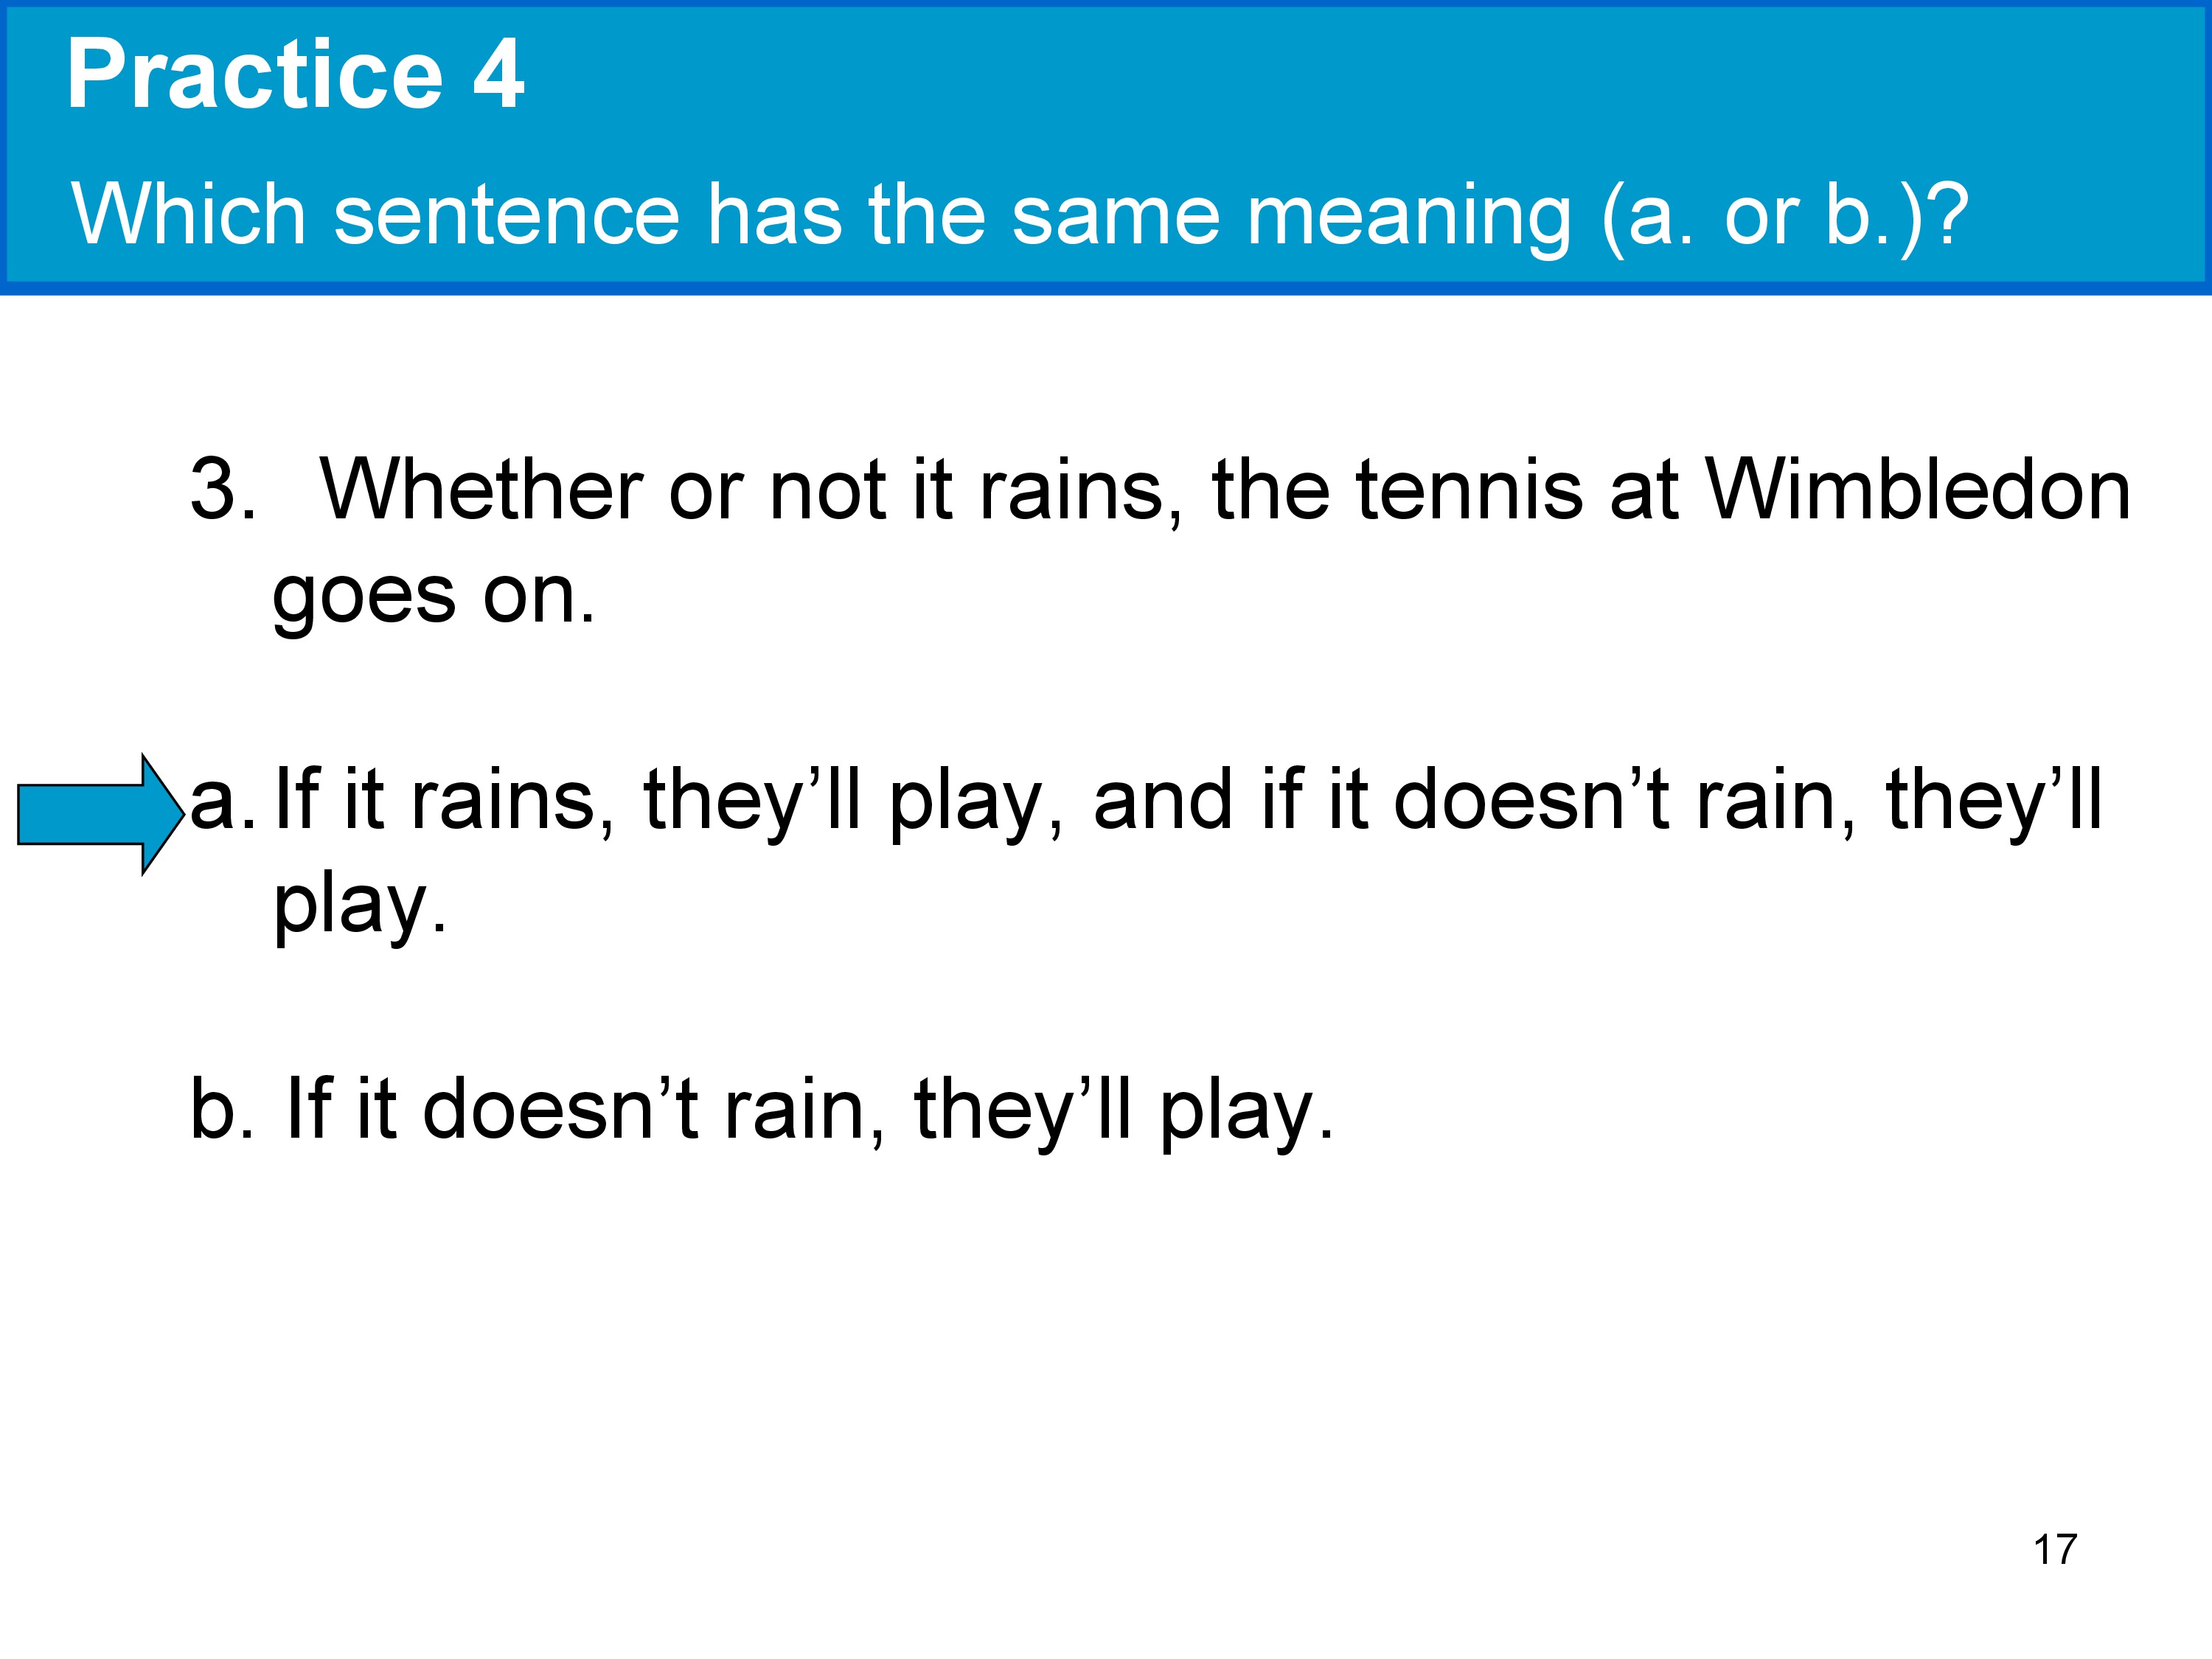 Practice 4
Which sentence has the same meaning (a. or b.)?
3. Whether or not it rains, the tennis at Wimbledon
goes on.
a. If it rains, they’ll play, and if it doesn’t rain, they’ll
play.
b. If it doesn’t rain, they’ll play.
17